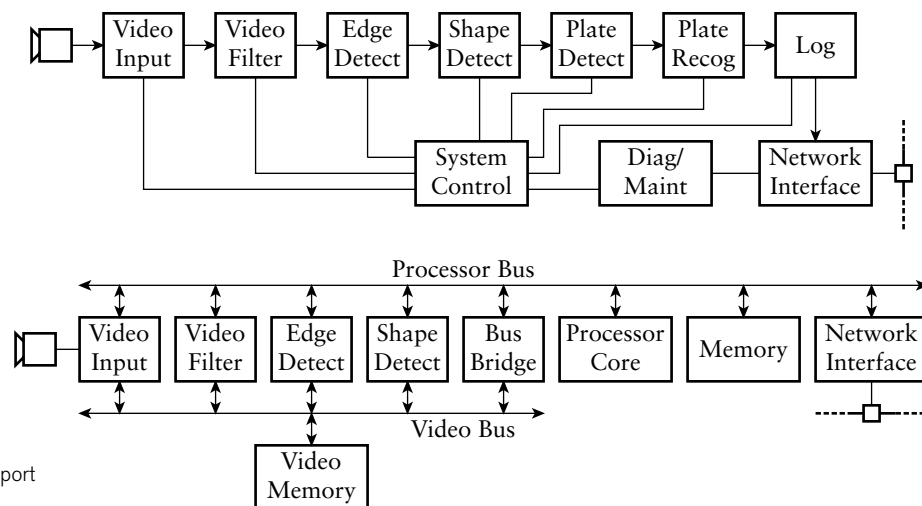 Video
Input
Video
Filter
Edge
Detect
Shape
Detect
Plate
Detect
Plate
Recog
Log
System
Control
Diag/
Maint
Network
Interface
Processor Bus
Video
Input
Video
Filter
Edge
Detect
Shape
Detect
Bus
Bridge
Processor
Core
Memory
Network
Interface
Video Bus
Video
Memory
port